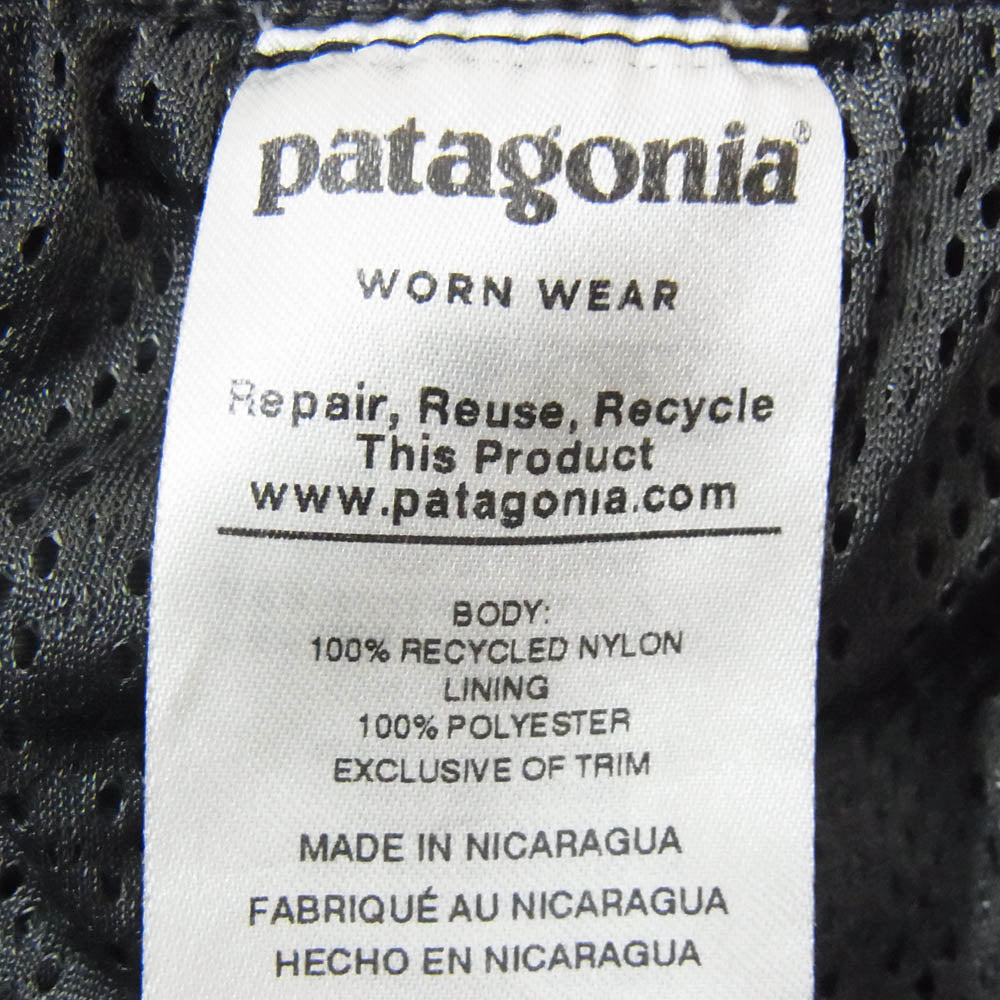 patagonia®
WORN WEAR
Repair, Reuse, Recycle
This Product
www.patagonia.com
BODY:
100% RECYCLED NYLON
LINING
100% POLYESTER
EXCLUSIVE OF TRIM
MADE IN NICARAGUA
FABRIQUÉ AU NICARAGUA
HECHO EN NICARAGUA